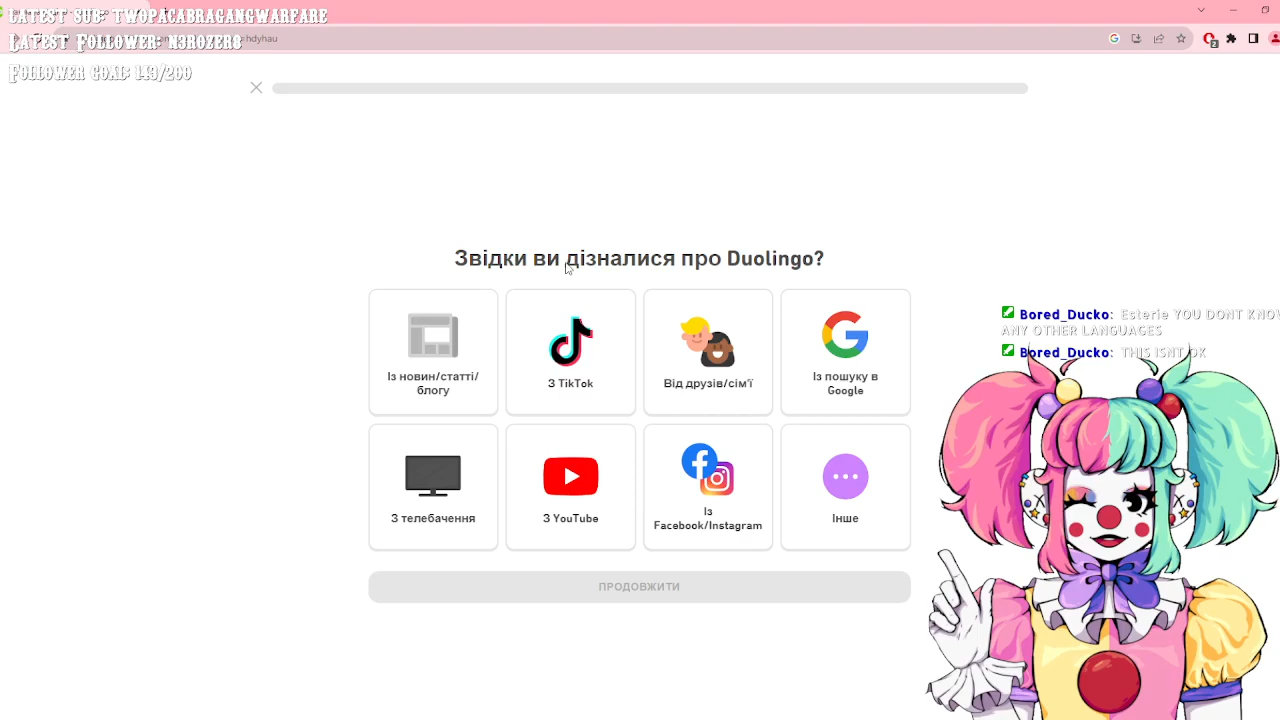 LATEST SUB: TWOPACABRAGANGWARFARE
LATEST FOLLOWER: N3ROZER8
hdyhau
FOLLOWER GOAL: 149/200
Звідки ви дізналися про Duolingo?
Із новин/статті/
блогу
З TikTok
Від друзів/сім'ї
Із пошуку в
Google
З телебачення
З YouTube
Із
Facebook/Instagram
Інше
ПРОДОВЖИТИ
Bored_Ducko: Esterie YOU DONT KNOW
ANY OTHER LANGUAGES
Bored_Ducko: THIS ISNT OK